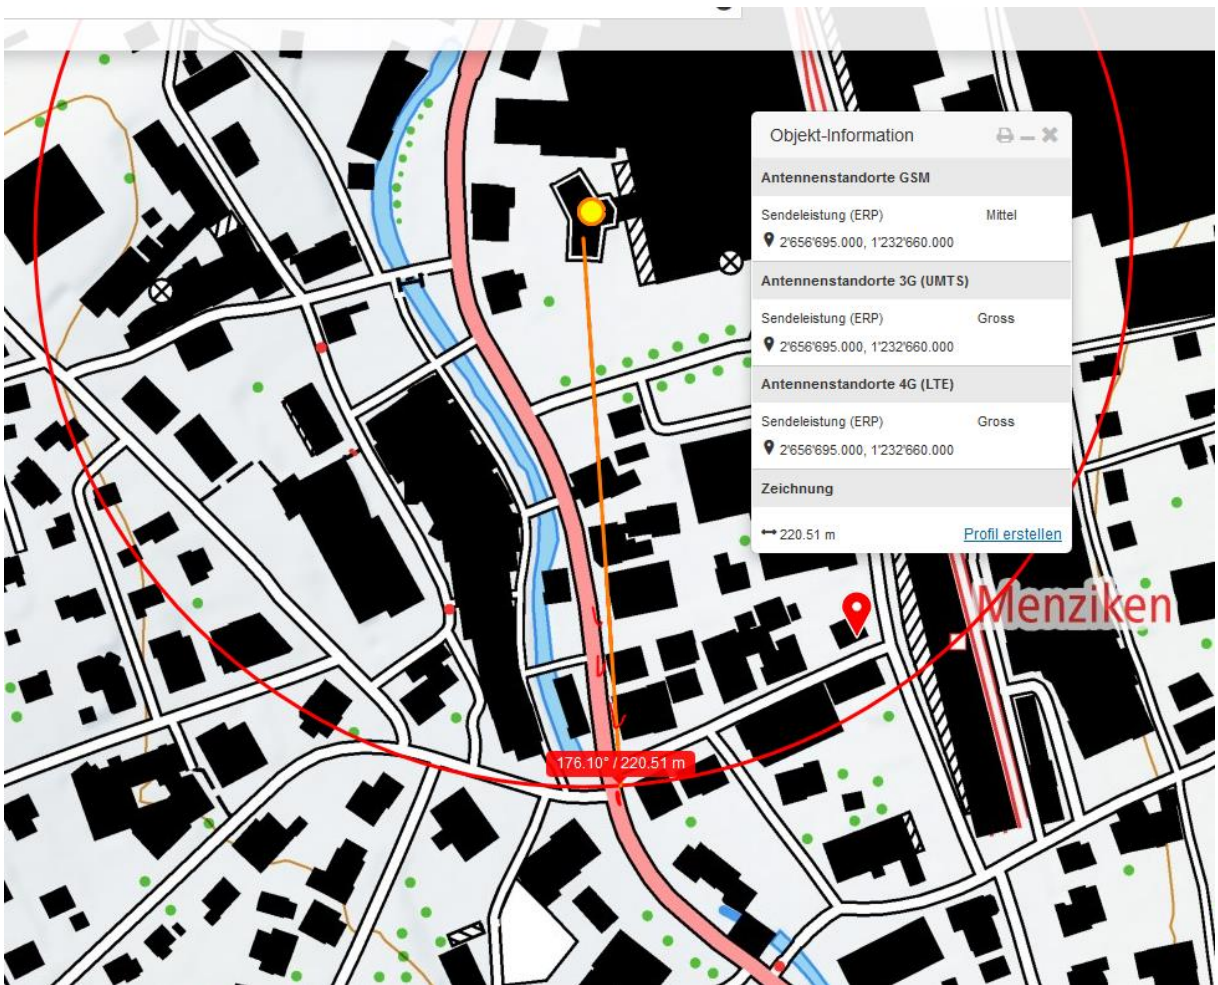 Objekt-Information
Antennenstandorte GSM
Sendeleistung (ERP) Mittel
2'656'695.000, 1'232'660.000
Antennenstandorte 3G (UMTS)
Sendeleistung (ERP) Gross
2'656'695.000, 1'232'660.000
Antennenstandorte 4G (LTE)
Sendeleistung (ERP) Gross
2'656'695.000, 1'232'660.000
Zeichnung
220.51 m Profil erstellen
Menziken
176.10° / 220.51 m